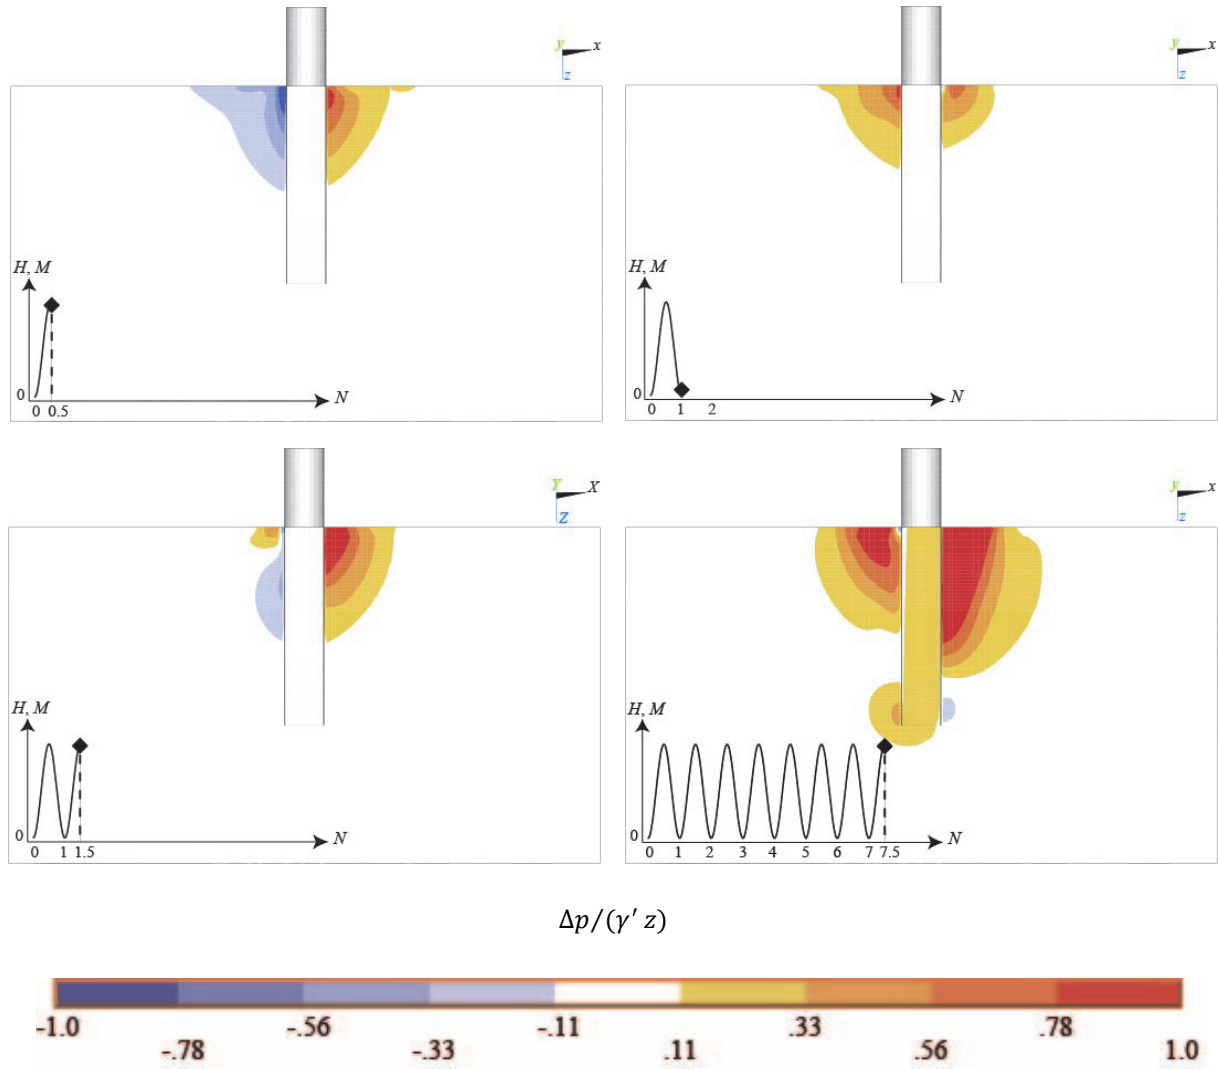 y x
z
H, M
0
N
0 0.5
y x
z
H, M
0
N
0 1 2
Y X
Z
H, M
0
N
0 1 1.5
y x
z
H, M
0
N
0 1 2 3 4 5 6 7 7.5
Δp/(γ′ z)
-1.0 -.56 -.11 .33 .78
-.78 -.33 .11 .56 1.0